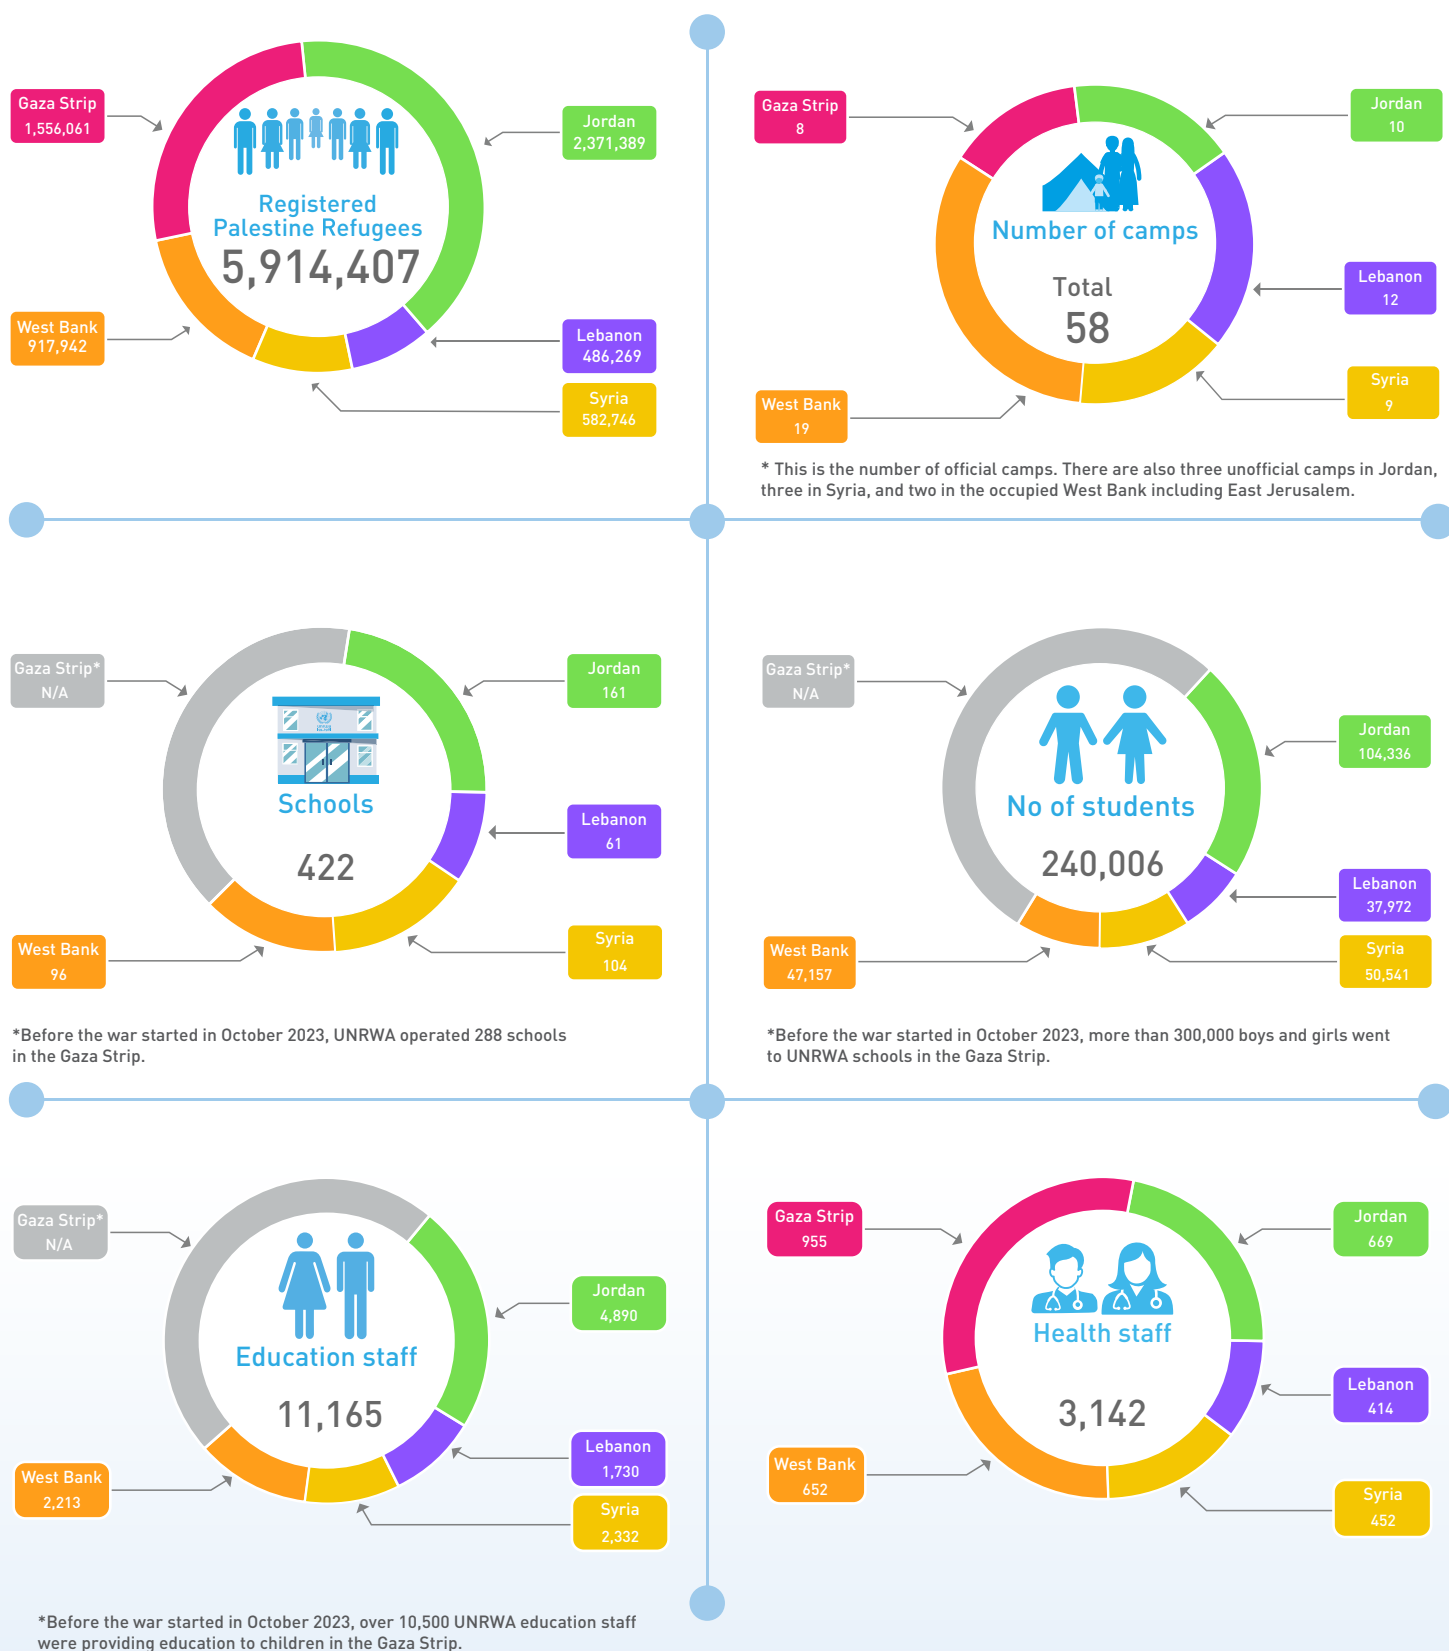 Gaza Strip
1,556,061
Jordan
2,371,389
Registered
Palestine Refugees
5,914,407
West Bank
917,942
Lebanon
486,269
Syria
582,746
Gaza Strip
8
Jordan
10
Number of camps
Total
58
Lebanon
12
Syria
9
West Bank
19
* This is the number of official camps. There are also three unofficial camps in Jordan,
three in Syria, and two in the occupied West Bank including East Jerusalem.
Gaza Strip*
N/A
Jordan
161
Schools
422
Lebanon
61
West Bank
96
Syria
104
*Before the war started in October 2023, UNRWA operated 288 schools
in the Gaza Strip.
Gaza Strip*
N/A
Jordan
104,336
No of students
240,006
Lebanon
37,972
West Bank
47,157
Syria
50,541
*Before the war started in October 2023, more than 300,000 boys and girls went
to UNRWA schools in the Gaza Strip.
Gaza Strip*
N/A
Jordan
4,890
Education staff
11,165
Lebanon
1,730
West Bank
2,213
Syria
2,332
*Before the war started in October 2023, over 10,500 UNRWA education staff
were providing education to children in the Gaza Strip.
Gaza Strip
955
Jordan
669
Health staff
3,142
Lebanon
414
West Bank
652
Syria
452